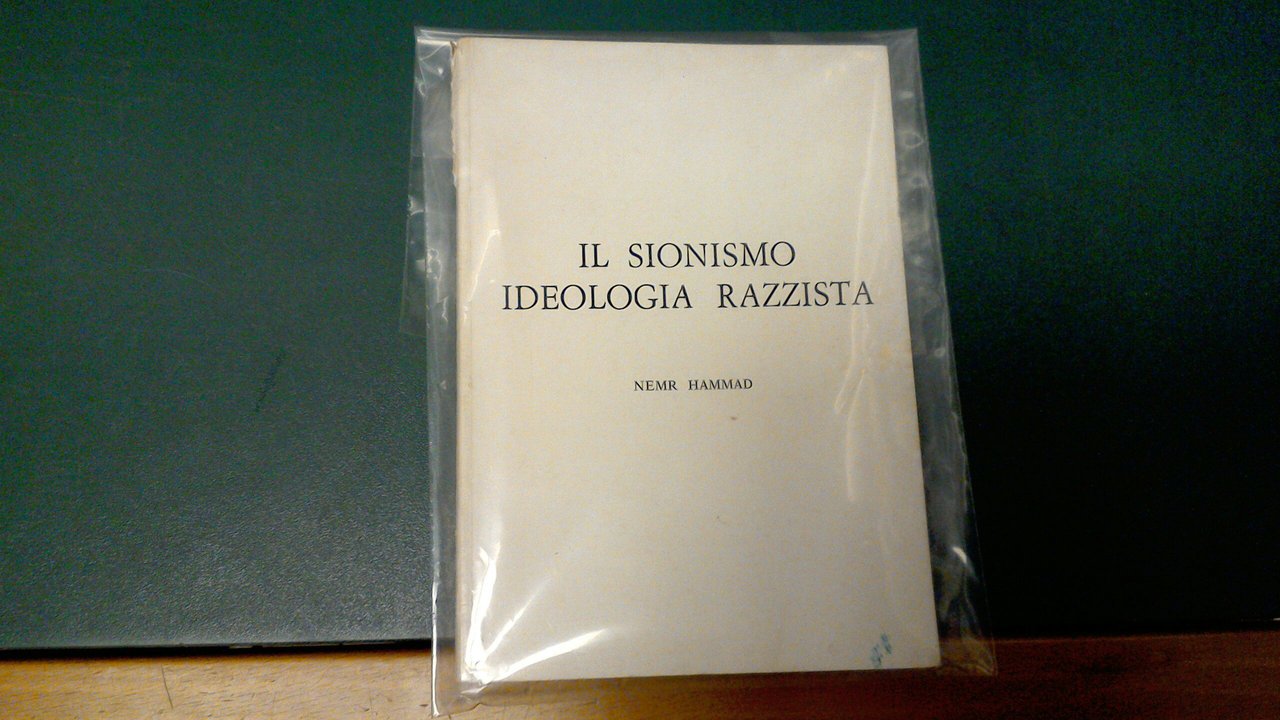 IL SIONISMO
IDEOLOGIA RAZZISTA
NEMR HAMMAD